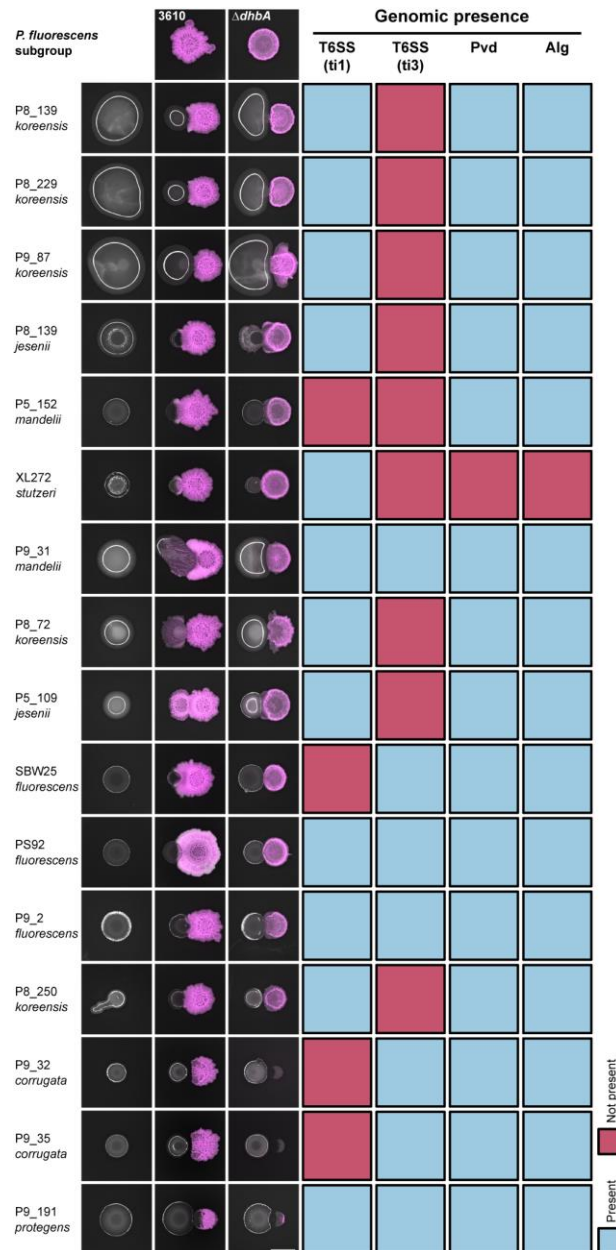 P. fluorescens
subgroup
3610
ΔdhbA
Genomic presence
T6SS
(ti1)
T6SS
(ti3)
Pvd
Alg
P8_139
koreensis
P8_229
koreensis
P9_87
koreensis
P8_139
jesenii
P5_152
mandelii
XL272
stutzeri
P9_31
mandelii
P8_72
koreensis
P5_109
jesenii
SBW25
fluorescens
PS92
fluorescens
P9_2
fluorescens
P8_250
koreensis
P9_32
corrugata
P9_35
corrugata
P9_191
protegens
Not present
Present